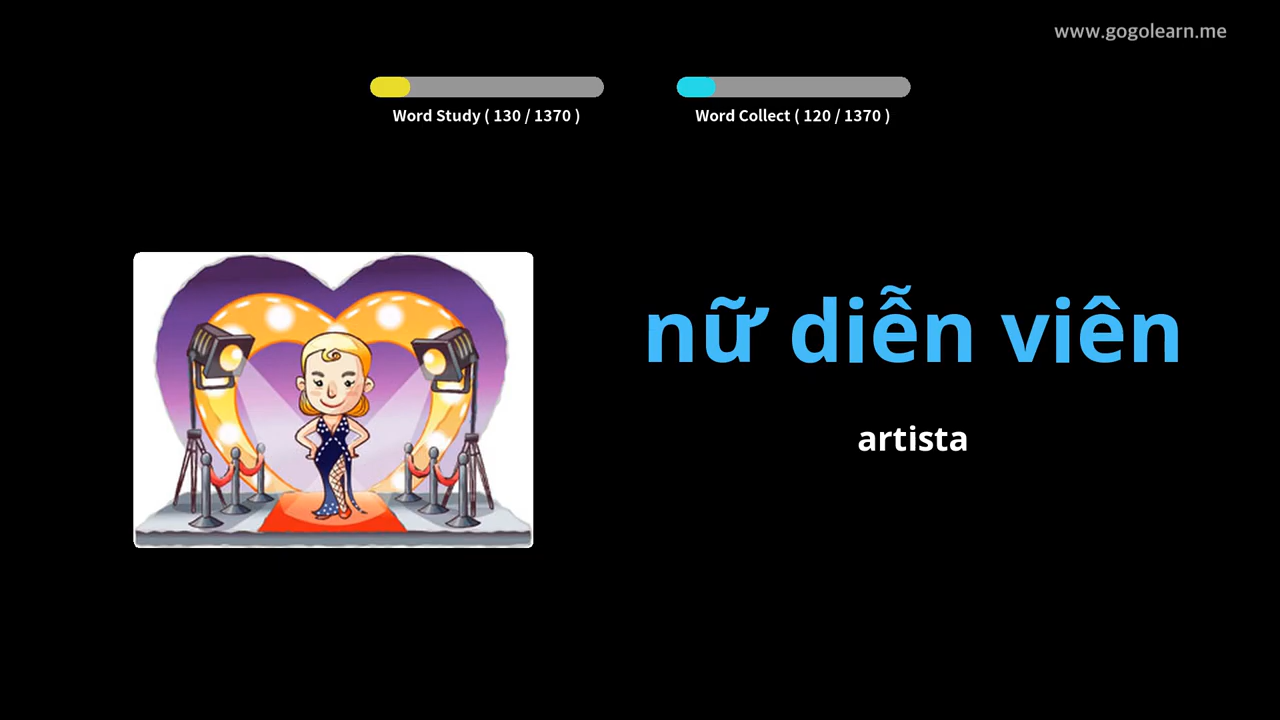 www.gogolearn.me
Word Study ( 130 / 1370 )
Word Collect ( 120 / 1370 )
nữ diễn viên
artista